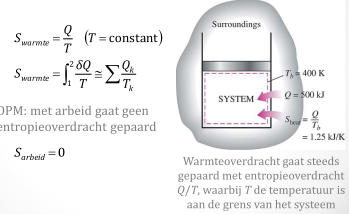 S_warmte = Q/T (T = constant)
S_warmte = ∫₁² δQ/T ≅ ∑ Q_k/T_k
OPM: met arbeid gaat geen
entropieoverdracht gepaard
S_arbeid = 0
Surroundings
T_b = 400 K
SYSTEM
Q = 500 kJ
S_heat = Q/T_b
= 1.25 kJ/K
Warmteoverdracht gaat steeds
gepaard met entropieoverdracht
Q/T, waarbij T de temperatuur is
aan de grens van het systeem